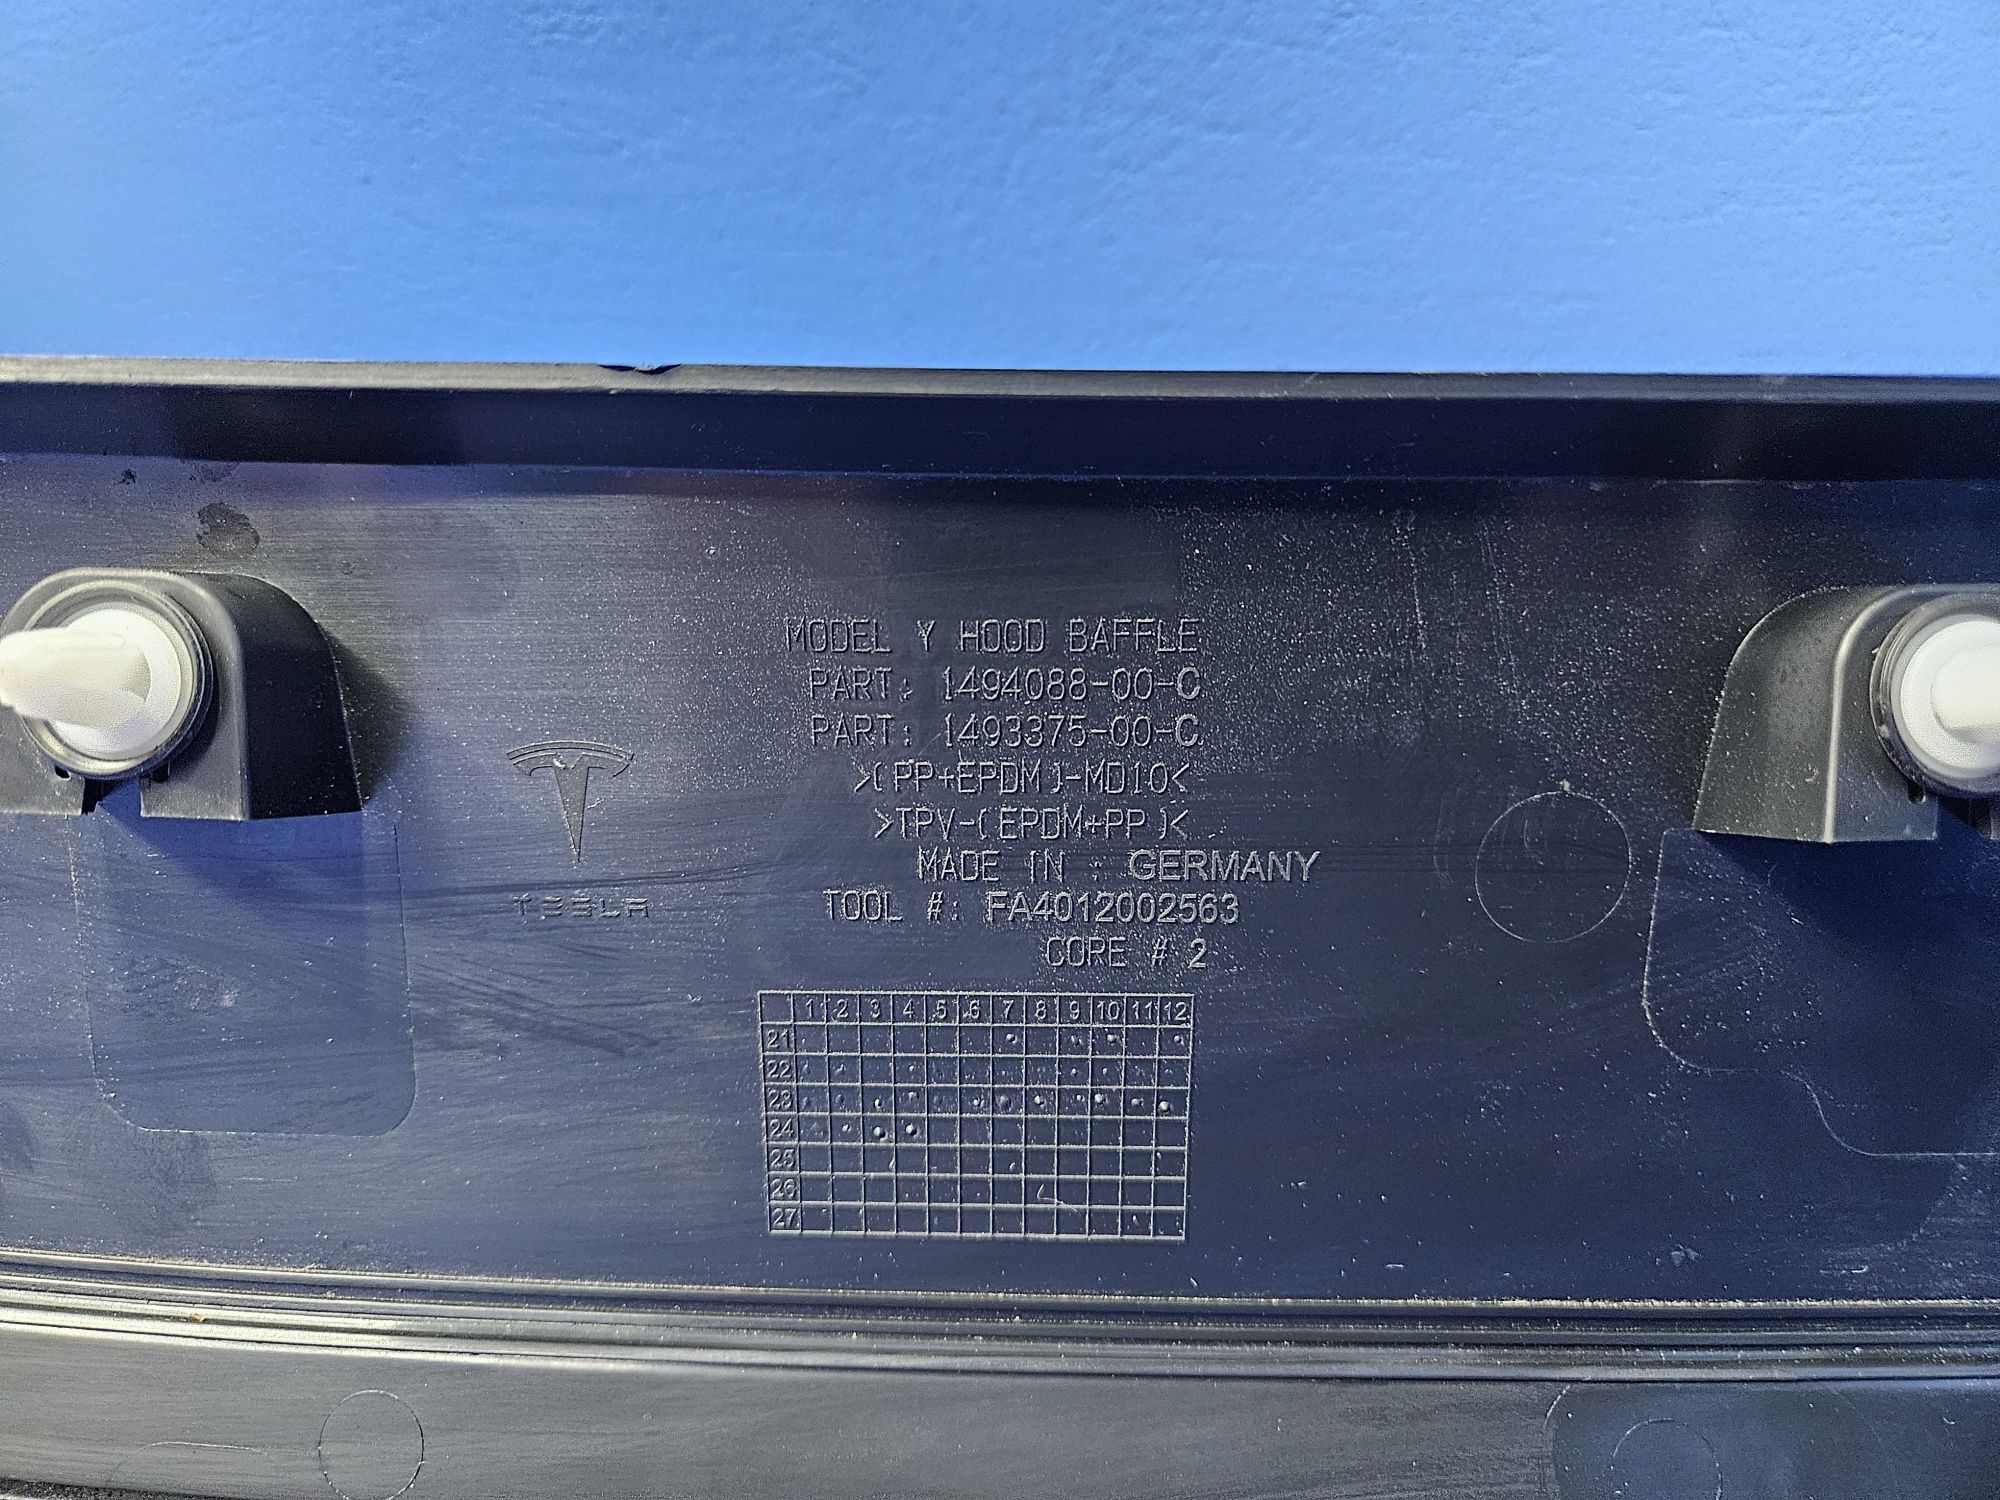 MODEL Y HOOD BAFFLE
PART: 1494088-00-C
PART: 1493375-00-C
>(PP+EPDM)-MD10<
>TPV-(EPDM+PP)<
MADE IN : GERMANY
TOOL #: FA4012002563
CORE # 2
TESLA
1 2 3 4 5 6 7 8 9 10 11 12
21
22
23
24
25
26
27